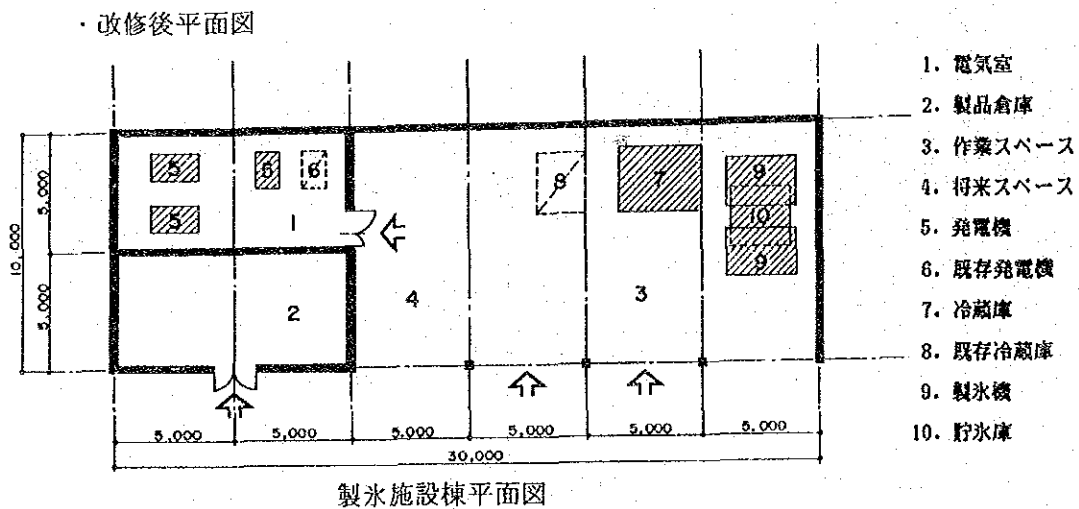 ・改修後平面図
1. 電気室
2. 製品倉庫
3. 作業スペース
4. 将来スペース
5. 発電機
6. 既存発電機
7. 冷蔵庫
8. 既存冷蔵庫
9. 製氷機
10. 貯氷庫
5 6 6 8 7 9
5 1 10
9
2 4 3
10,000
5,000
5,000
5,000 5,000 5,000 5,000 5,000 5,000
30,000
製氷施設棟平面図